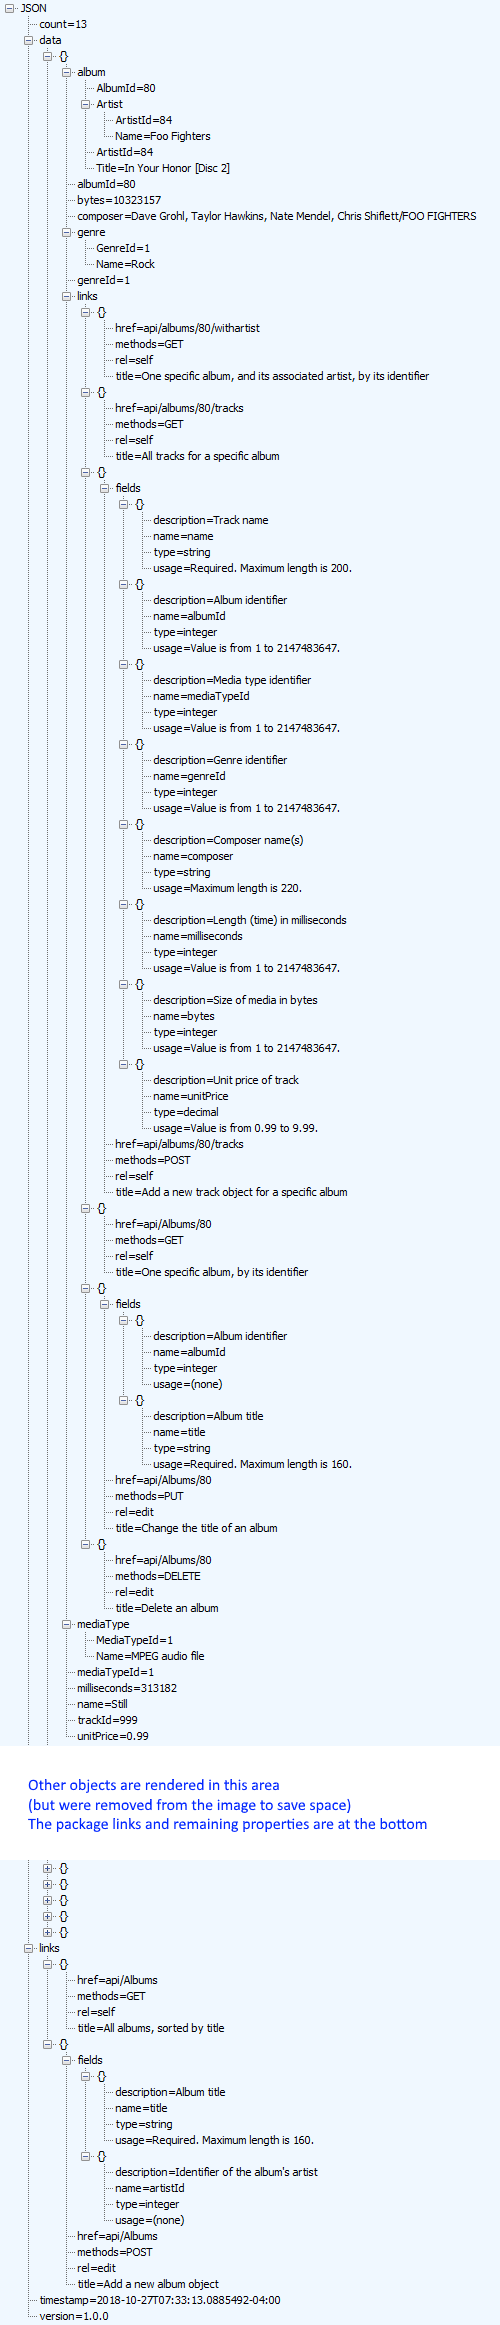 JSON
count=13
data
{}
album
AlbumId=80
Artist
ArtistId=84
Name=Foo Fighters
ArtistId=84
Title=In Your Honor [Disc 2]
albumId=80
bytes=10323157
composer=Dave Grohl, Taylor Hawkins, Nate Mendel, Chris Shiflett/FOO FIGHTERS
genre
GenreId=1
Name=Rock
genreId=1
links
{}
href=api/albums/80/withartist
methods=GET
rel=self
title=One specific album, and its associated artist, by its identifier
{}
href=api/albums/80/tracks
methods=GET
rel=self
title=All tracks for a specific album
{}
fields
{}
description=Track name
name=name
type=string
usage=Required. Maximum length is 200.
{}
description=Album identifier
name=albumId
type=integer
usage=Value is from 1 to 2147483647.
{}
description=Media type identifier
name=mediaTypeId
type=integer
usage=Value is from 1 to 2147483647.
{}
description=Genre identifier
name=genreId
type=integer
usage=Value is from 1 to 2147483647.
{}
description=Composer name(s)
name=composer
type=string
usage=Maximum length is 220.
{}
description=Length (time) in milliseconds
name=milliseconds
type=integer
usage=Value is from 1 to 2147483647.
{}
description=Size of media in bytes
name=bytes
type=integer
usage=Value is from 1 to 2147483647.
{}
description=Unit price of track
name=unitPrice
type=decimal
usage=Value is from 0.99 to 9.99.
href=api/albums/80/tracks
methods=POST
rel=self
title=Add a new track object for a specific album
{}
href=api/Albums/80
methods=GET
rel=self
title=One specific album, by its identifier
{}
fields
{}
description=Album identifier
name=albumId
type=integer
usage=(none)
{}
description=Album title
name=title
type=string
usage=Required. Maximum length is 160.
href=api/Albums/80
methods=PUT
rel=edit
title=Change the title of an album
{}
href=api/Albums/80
methods=DELETE
rel=edit
title=Delete an album
mediaType
MediaTypeId=1
Name=MPEG audio file
mediaTypeId=1
milliseconds=313182
name=Still
trackId=999
unitPrice=0.99
Other objects are rendered in this area
(but were removed from the image to save space)
The package links and remaining properties are at the bottom
{}
{}
{}
{}
{}
links
{}
href=api/Albums
methods=GET
rel=self
title=All albums, sorted by title
{}
fields
{}
description=Album title
name=title
type=string
usage=Required. Maximum length is 160.
{}
description=Identifier of the album's artist
name=artistId
type=integer
usage=(none)
href=api/Albums
methods=POST
rel=edit
title=Add a new album object
timestamp=2018-10-27T07:33:13.0885492-04:00
version=1.0.0